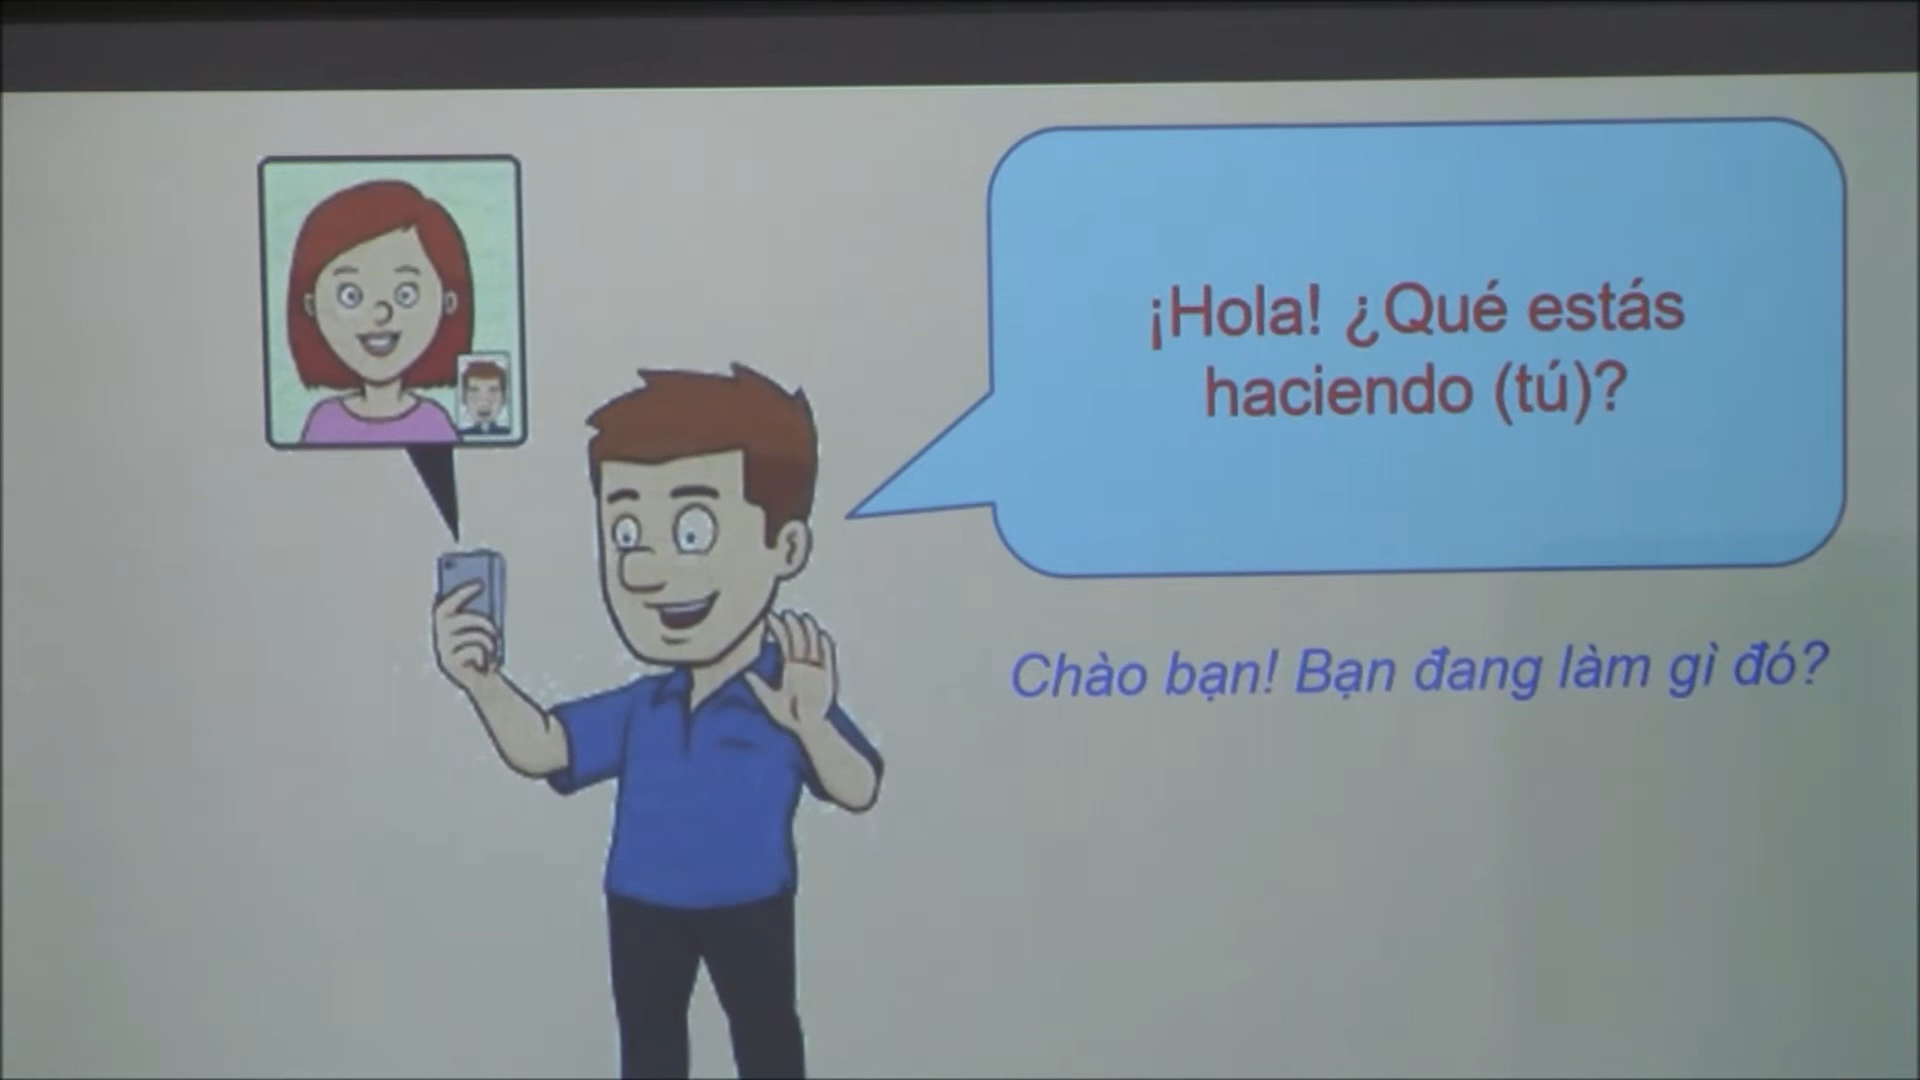 ¡Hola! ¿Qué estás
haciendo (tú)?
Chào bạn! Bạn đang làm gì đó?